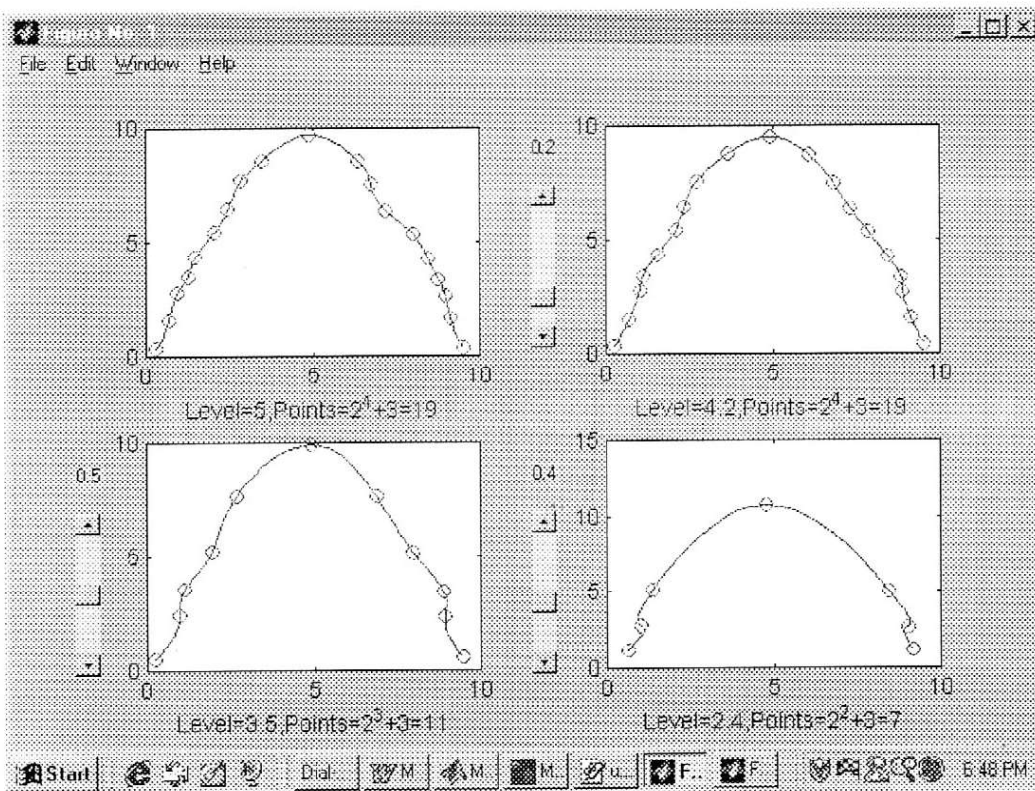 Figure No. 1
File Edit Window Help
10
5
0
0 5 10
Level=5,Points=2^4+3=19
0.2
10
5
0
0 5 10
Level=4.2,Points=2^4+3=19
0.5
10
5
0
0 5 10
Level=3.5,Points=2^3+3=11
0.4
15
10
5
0
0 5 10
Level=2.4,Points=2^2+3=7
Start Dial- M M. M. u... F.. F. 6:48 PM